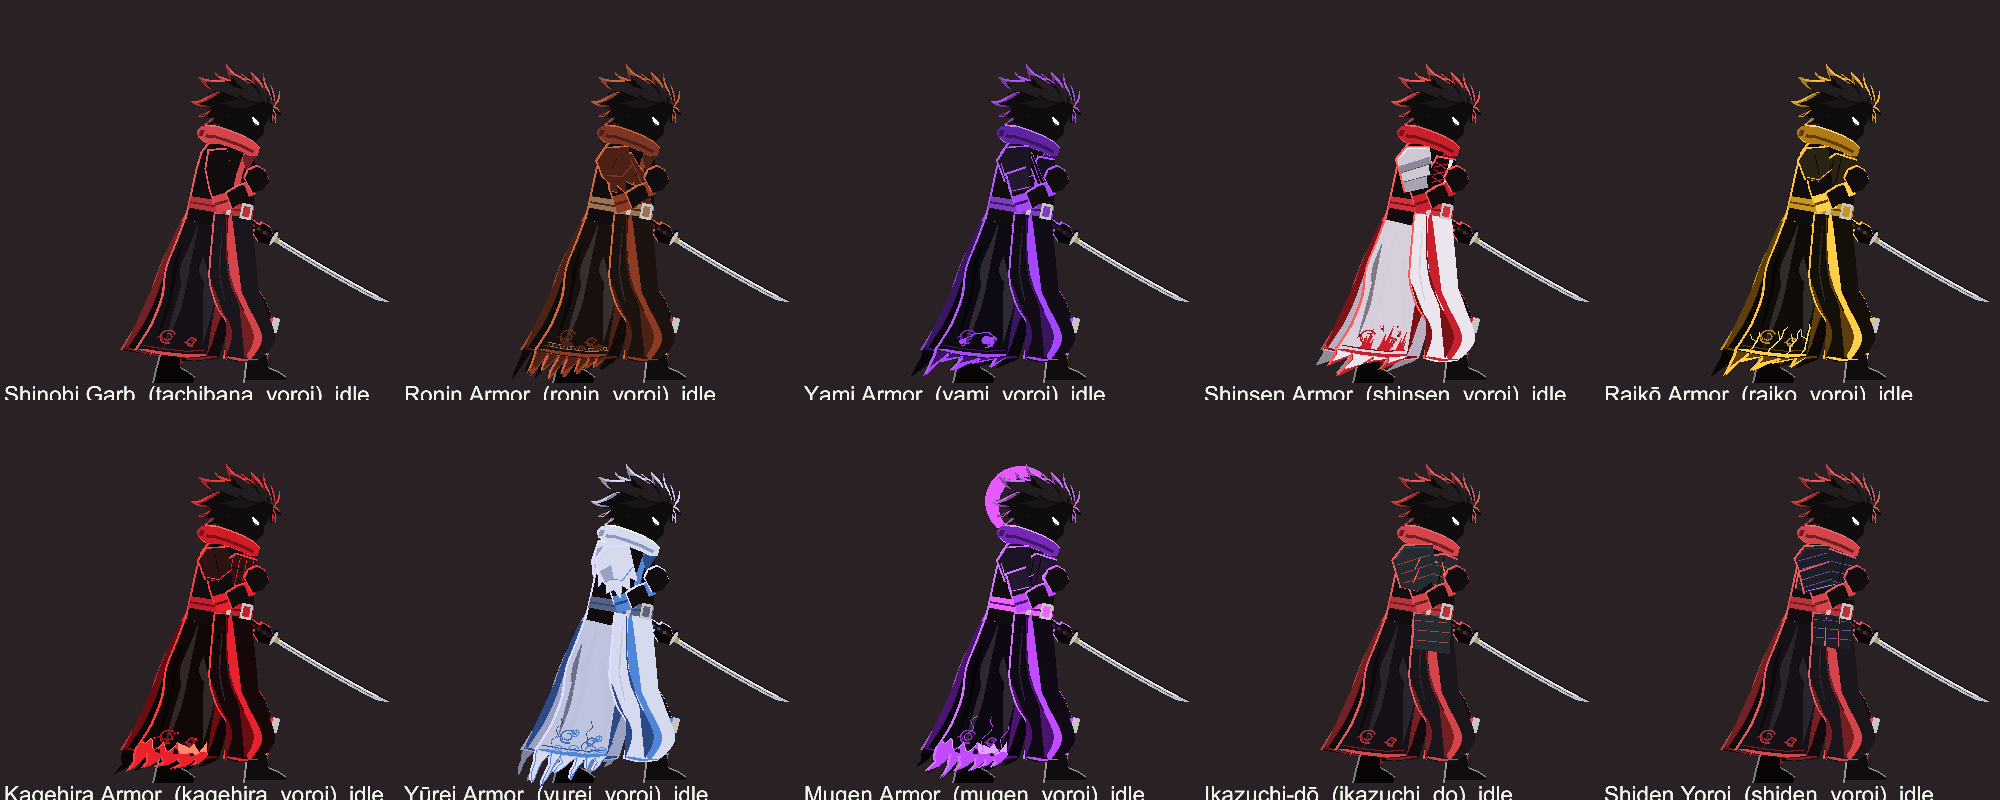 Shinobi Garb (tachibana_yoroi) idle
Ronin Armor (ronin_yoroi) idle
Yami Armor (yami_yoroi) idle
Shinsen Armor (shinsen_yoroi) idle
Raikō Armor (raiko_yoroi) idle
Kagehira Armor (kagehira_yoroi) idle
Yūrei Armor (yurei_yoroi) idle
Mugen Armor (mugen_yoroi) idle
Ikazuchi-dō (ikazuchi_do) idle
Shiden Yoroi (shiden_yoroi) idle